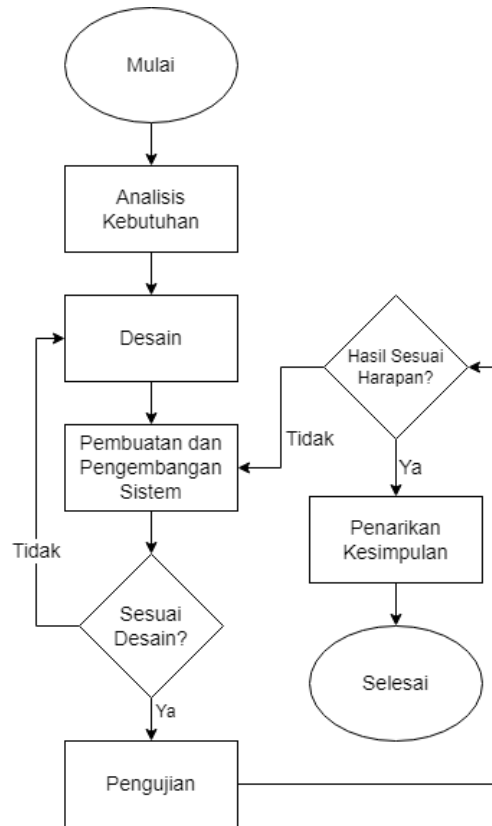 Mulai
Analisis
Kebutuhan
Desain
Pembuatan dan
Pengembangan
Sistem
Tidak
Sesuai
Desain?
Ya
Pengujian
Hasil Sesuai
Harapan?
Tidak
Ya
Penarikan
Kesimpulan
Selesai